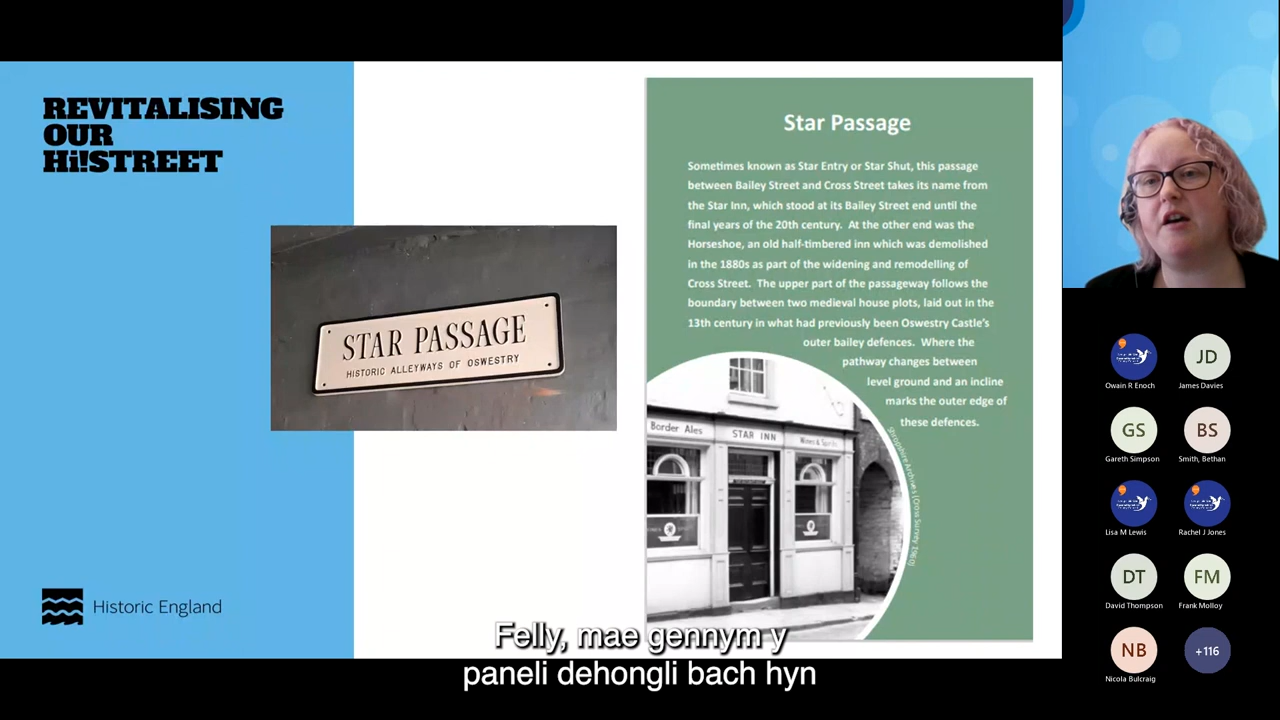 REVITALISING
OUR
Hi!STREET
STAR PASSAGE
HISTORIC ALLEYWAYS OF OSWESTRY
Historic England
Star Passage
Sometimes known as Star Entry or Star Shut, this passage
between Bailey Street and Cross Street takes its name from
the Star Inn, which stood at its Bailey Street end until the
final years of the 20th century. At the other end was the
Horseshoe, an old half-timbered inn which was demolished
in the 1880s as part of the widening and remodelling of
Cross Street. The upper part of the passageway follows the
boundary between two medieval house plots, laid out in the
13th century in what had previously been Oswestry Castle's
outer bailey defences. Where the
pathway changes between
level ground and an incline
marks the outer edge of
these defences.
Border Ales
STAR INN
Wines & Spirits
Shropshire Archives | Cross Survey 1960)
Felly, mae gennym y
paneli dehongli bach hyn
Owain R Enoch
JD
James Davies
GS
Gareth Simpson
BS
Smith, Bethan
Lisa M Lewis
Rachel J Jones
DT
David Thompson
FM
Frank Molloy
NB
Nicola Bulcraig
+116